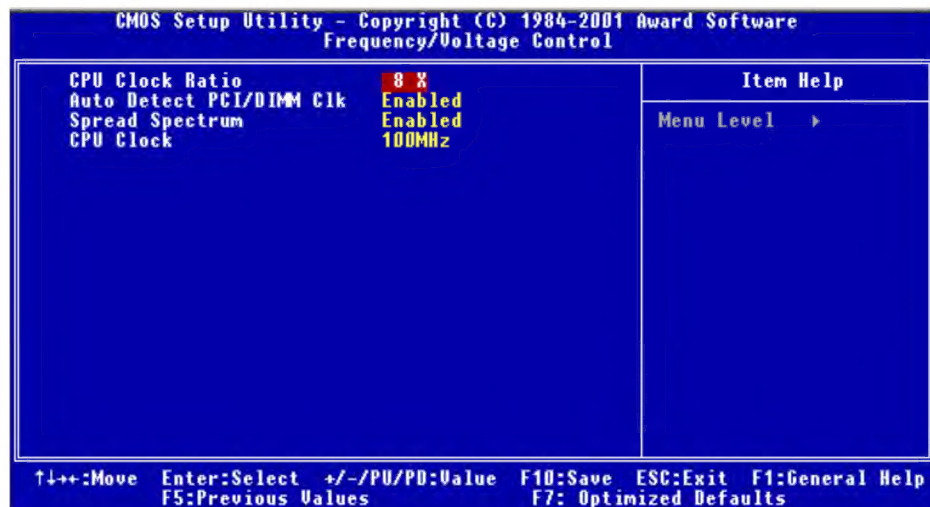 CMOS Setup Utility - Copyright (C) 1984-2001 Award Software
Frequency/Voltage Control
CPU Clock Ratio 8 X
Auto Detect PCI/DIMM Clk Enabled
Spread Spectrum Enabled
CPU Clock 100MHz
Item Help
Menu Level ▸
↑↓→←:Move Enter:Select +/-/PU/PD:Value F10:Save ESC:Exit F1:General Help
F5:Previous Values F7: Optimized Defaults